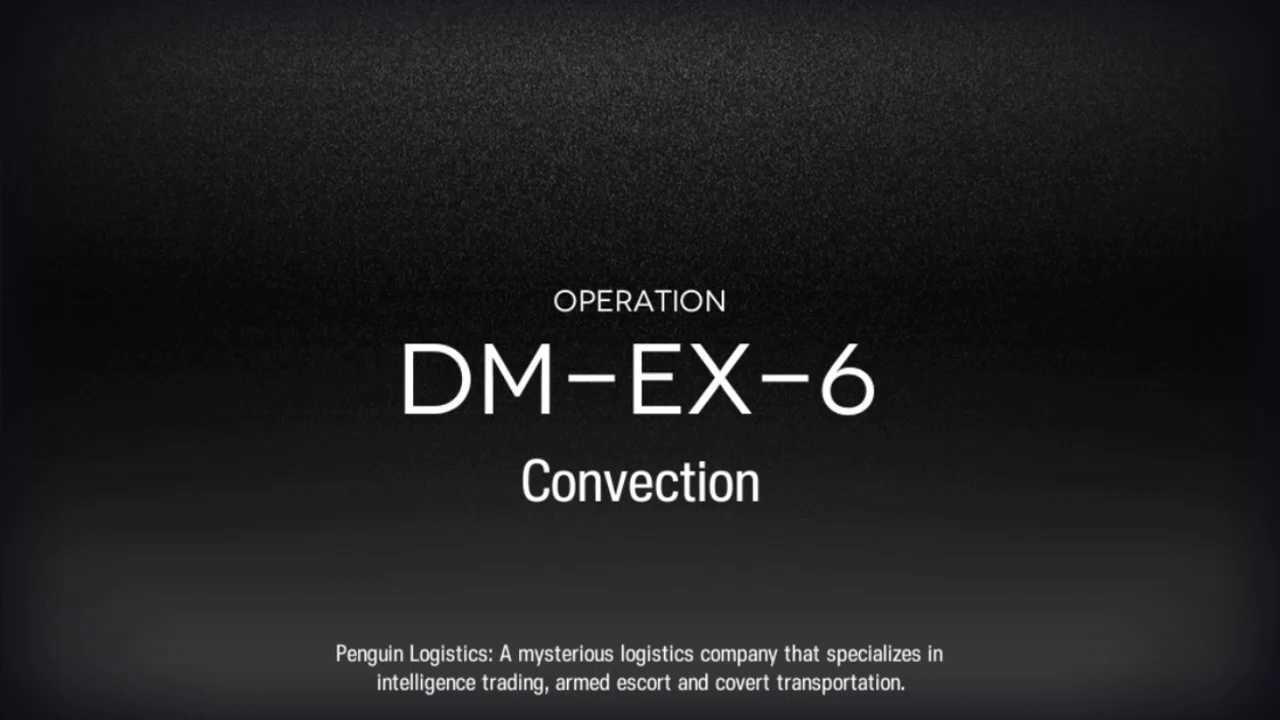 OPERATION
DM-EX-6
Convection
Penguin Logistics: A mysterious logistics company that specializes in
intelligence trading, armed escort and covert transportation.